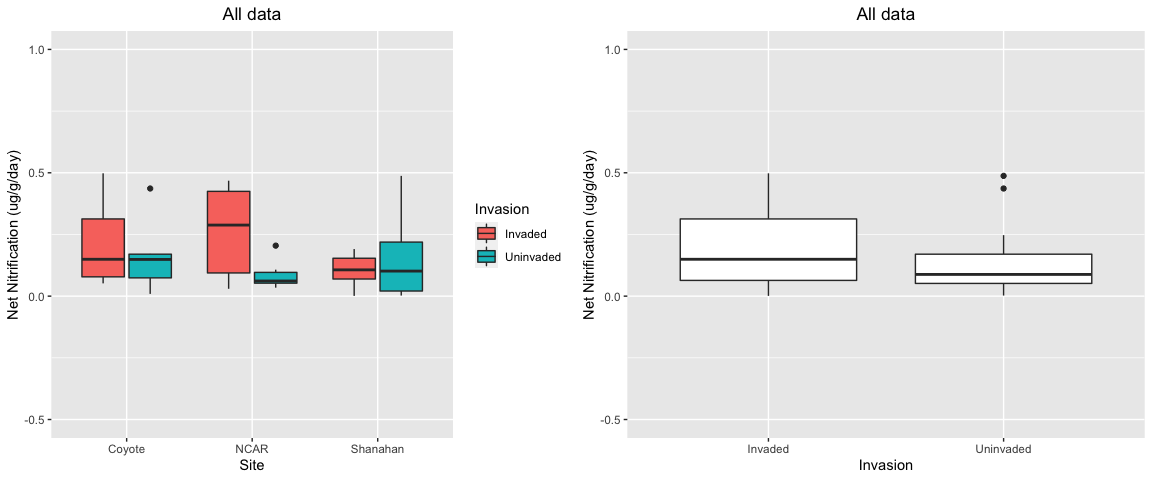 All data
Net Nitrification (ug/g/day)
1.0
0.5
0.0
-0.5
Coyote NCAR Shanahan
Site
Invasion
Invaded
Uninvaded
All data
Net Nitrification (ug/g/day)
1.0
0.5
0.0
-0.5
Invaded Uninvaded
Invasion